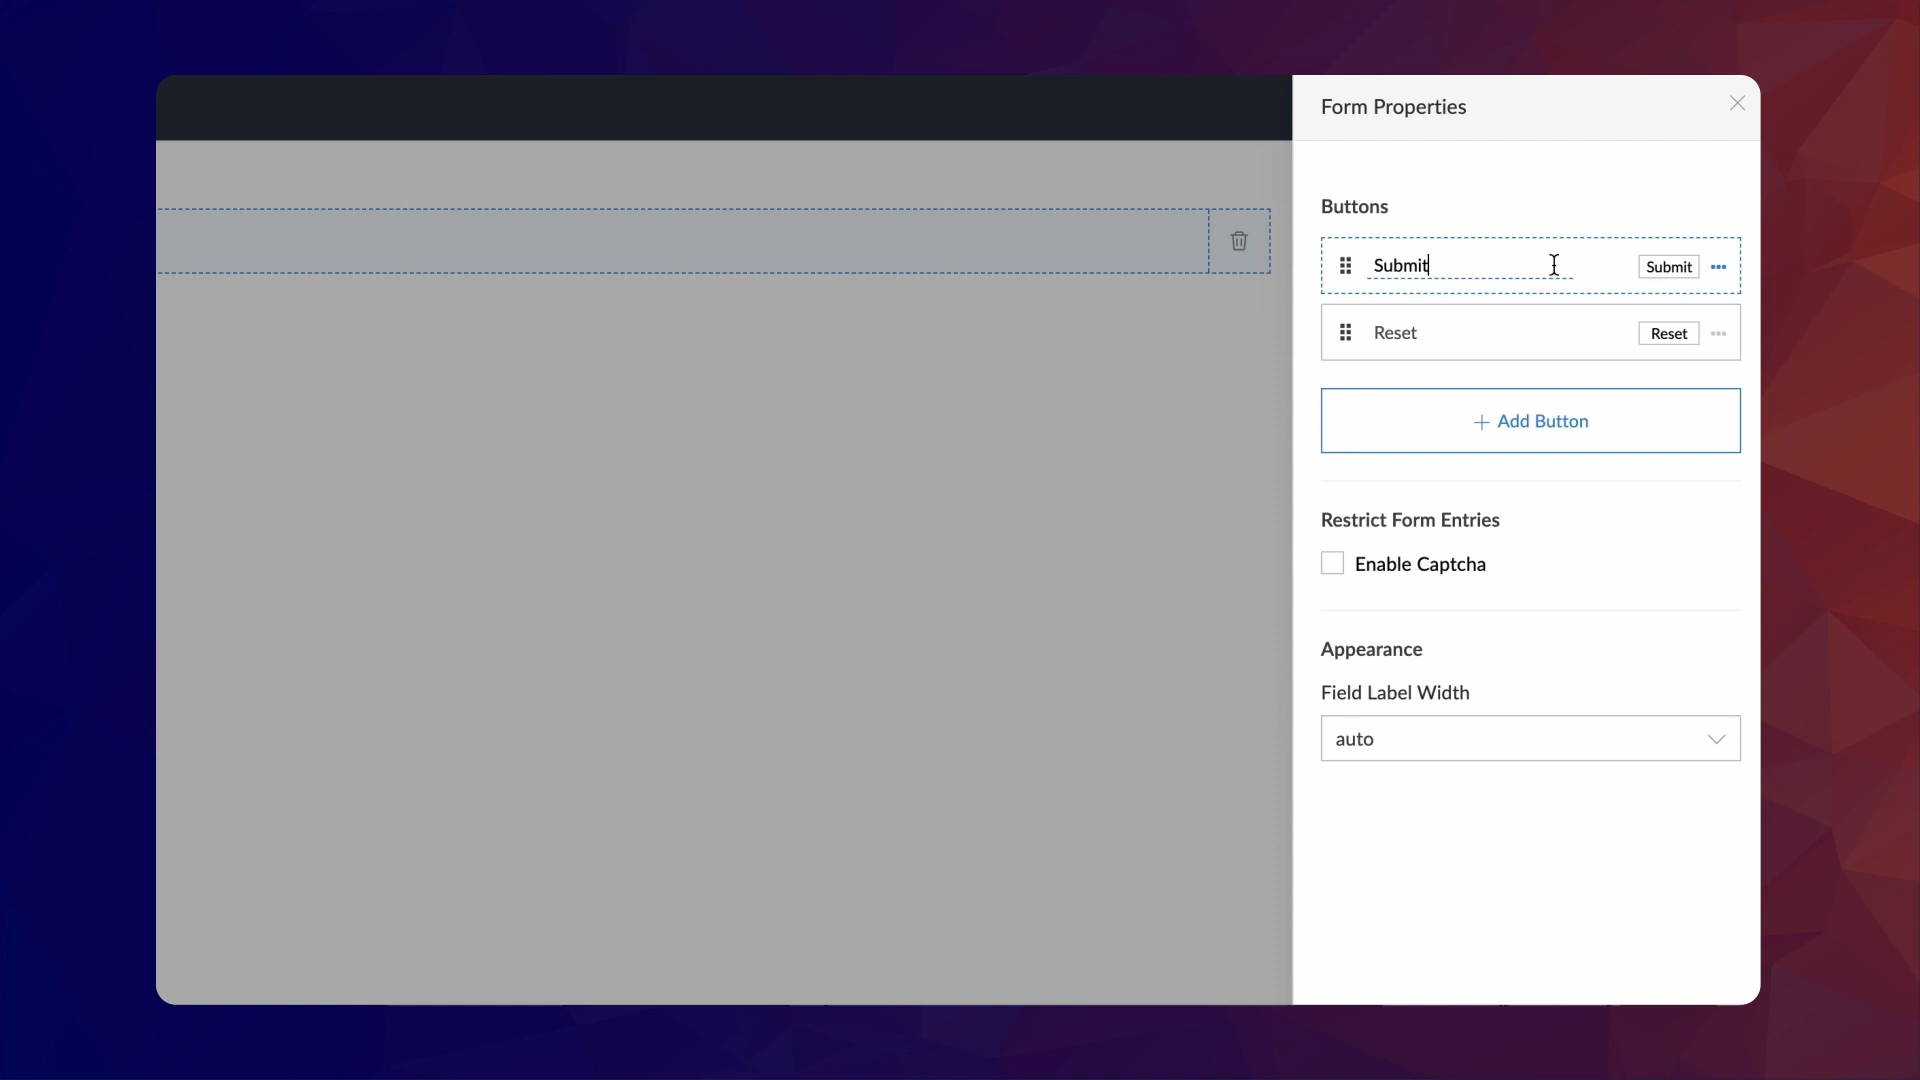 Form Properties
Buttons
Submit Submit
Reset Reset
Add Button
Restrict Form Entries
Enable Captcha
Appearance
Field Label Width
auto